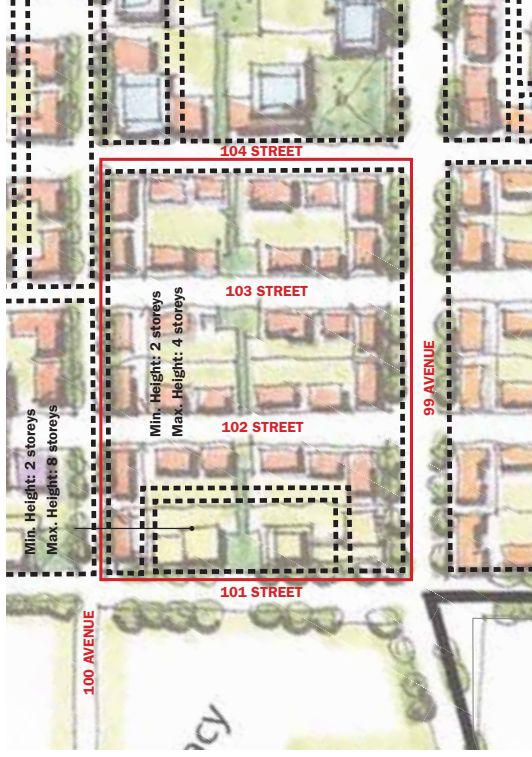 104 STREET
103 STREET
Min. Height: 2 storeys
Max. Height: 4 storeys
99 AVENUE
102 STREET
Min. Height: 2 storeys
Max. Height: 8 storeys
101 STREET
100 AVENUE
acy